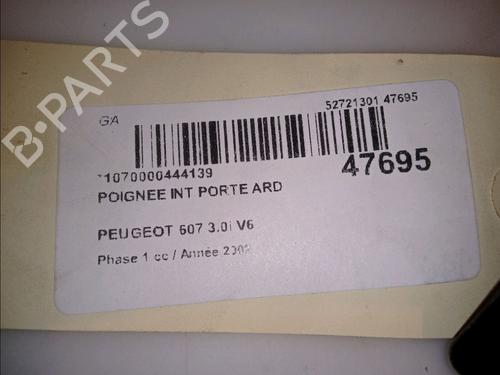 B-PARTS
GA
52721301 47695
*1070000444139
47695
POIGNEE INT PORTE ARD
PEUGEOT 607 3.0i V6
Phase 1 cc / Année 2002